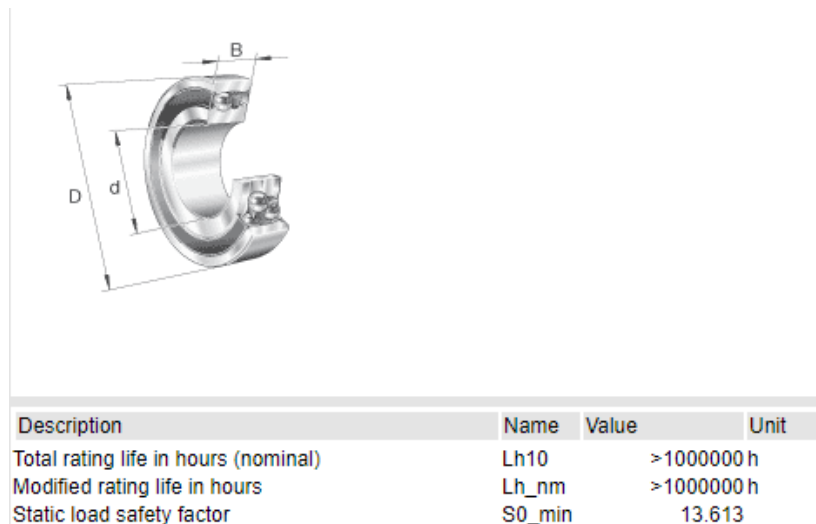 B
D
d
Description Name Value Unit
Total rating life in hours (nominal) Lh10 >1000000 h
Modified rating life in hours Lh_nm >1000000 h
Static load safety factor S0_min 13.613